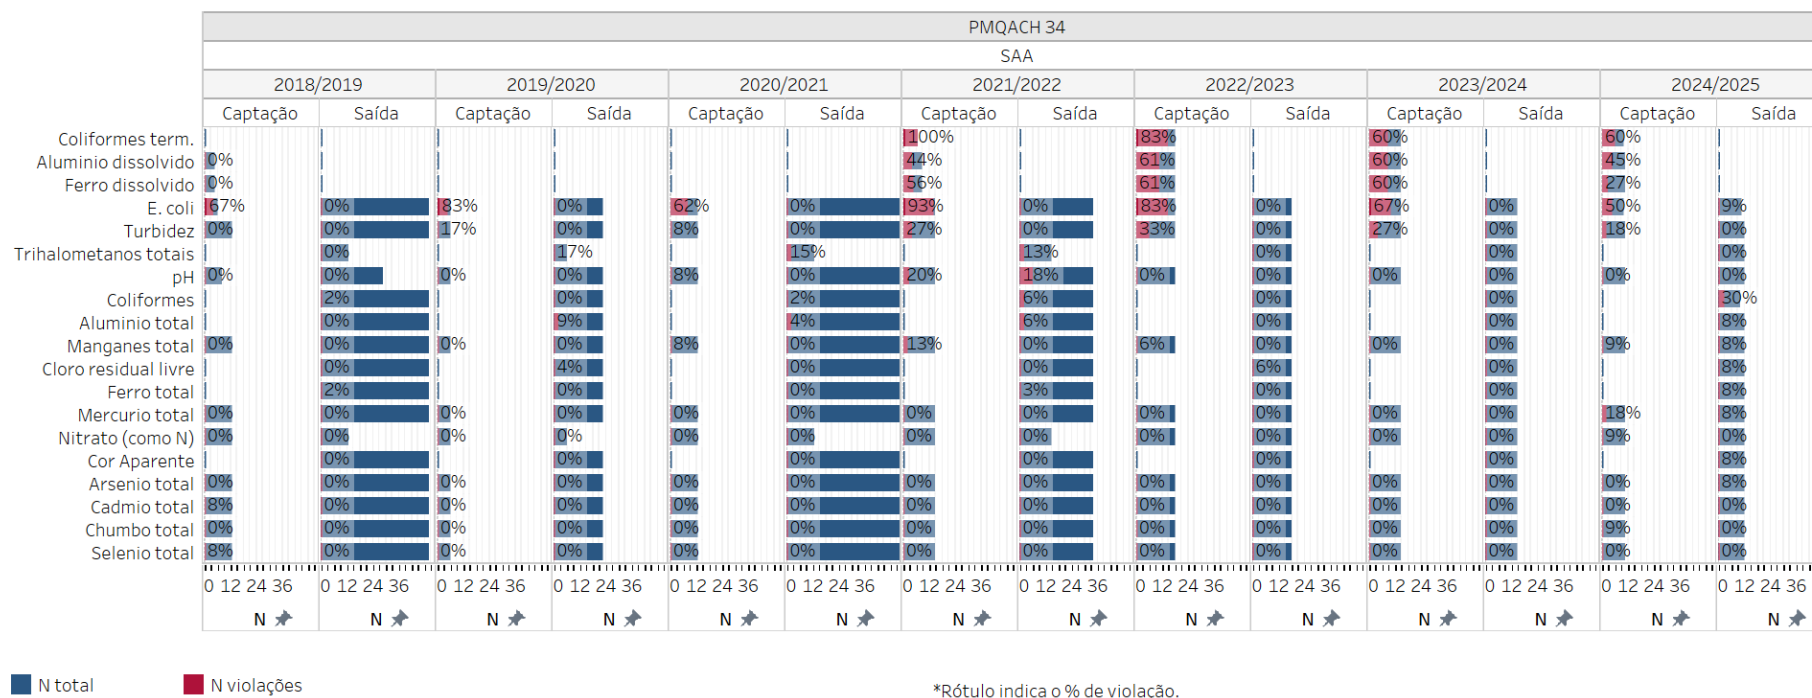 PMQACH 34
SAA
2018/2019 2019/2020 2020/2021 2021/2022 2022/2023 2023/2024 2024/2025
Captação Saída Captação Saída Captação Saída Captação Saída Captação Saída Captação Saída Captação Saída
Coliformes term. 100% 83% 60% 60%
Aluminio dissolvido 0% 44% 61% 60% 45%
Ferro dissolvido 0% 56% 61% 60% 27%
E. coli 67% 0% 83% 0% 62% 0% 93% 0% 83% 0% 67% 0% 50% 9%
Turbidez 0% 0% 17% 0% 8% 0% 27% 0% 33% 0% 27% 0% 18% 0%
Trihalometanos totais 0% 17% 15% 13% 0% 0% 0%
pH 0% 0% 0% 0% 8% 0% 20% 18% 0% 0% 0% 0% 0% 0%
Coliformes 2% 0% 2% 6% 0% 0% 30%
Aluminio total 0% 9% 4% 6% 0% 0% 8%
Manganes total 0% 0% 0% 0% 8% 0% 13% 0% 6% 0% 0% 0% 9% 8%
Cloro residual livre 0% 4% 0% 0% 6% 0% 8%
Ferro total 2% 0% 0% 3% 0% 0% 8%
Mercurio total 0% 0% 0% 0% 0% 0% 0% 0% 0% 0% 0% 0% 18% 8%
Nitrato (como N) 0% 0% 0% 0% 0% 0% 0% 0% 0% 0% 0% 0% 9% 0%
Cor Aparente 0% 0% 0% 0% 0% 0% 8%
Arsenio total 0% 0% 0% 0% 0% 0% 0% 0% 0% 0% 0% 0% 0% 8%
Cadmio total 8% 0% 0% 0% 0% 0% 0% 0% 0% 0% 0% 0% 0% 0%
Chumbo total 0% 0% 0% 0% 0% 0% 0% 0% 0% 0% 0% 0% 9% 0%
Selenio total 8% 0% 0% 0% 0% 0% 0% 0% 0% 0% 0% 0% 0% 0%
0 12 24 36 0 12 24 36 0 12 24 36 0 12 24 36 0 12 24 36 0 12 24 36 0 12 24 36 0 12 24 36 0 12 24 36 0 12 24 36 0 12 24 36 0 12 24 36 0 12 24 36 0 12 24 36
N N N N N N N N N N N N N N
N total N violações
*Rótulo indica o % de violação.